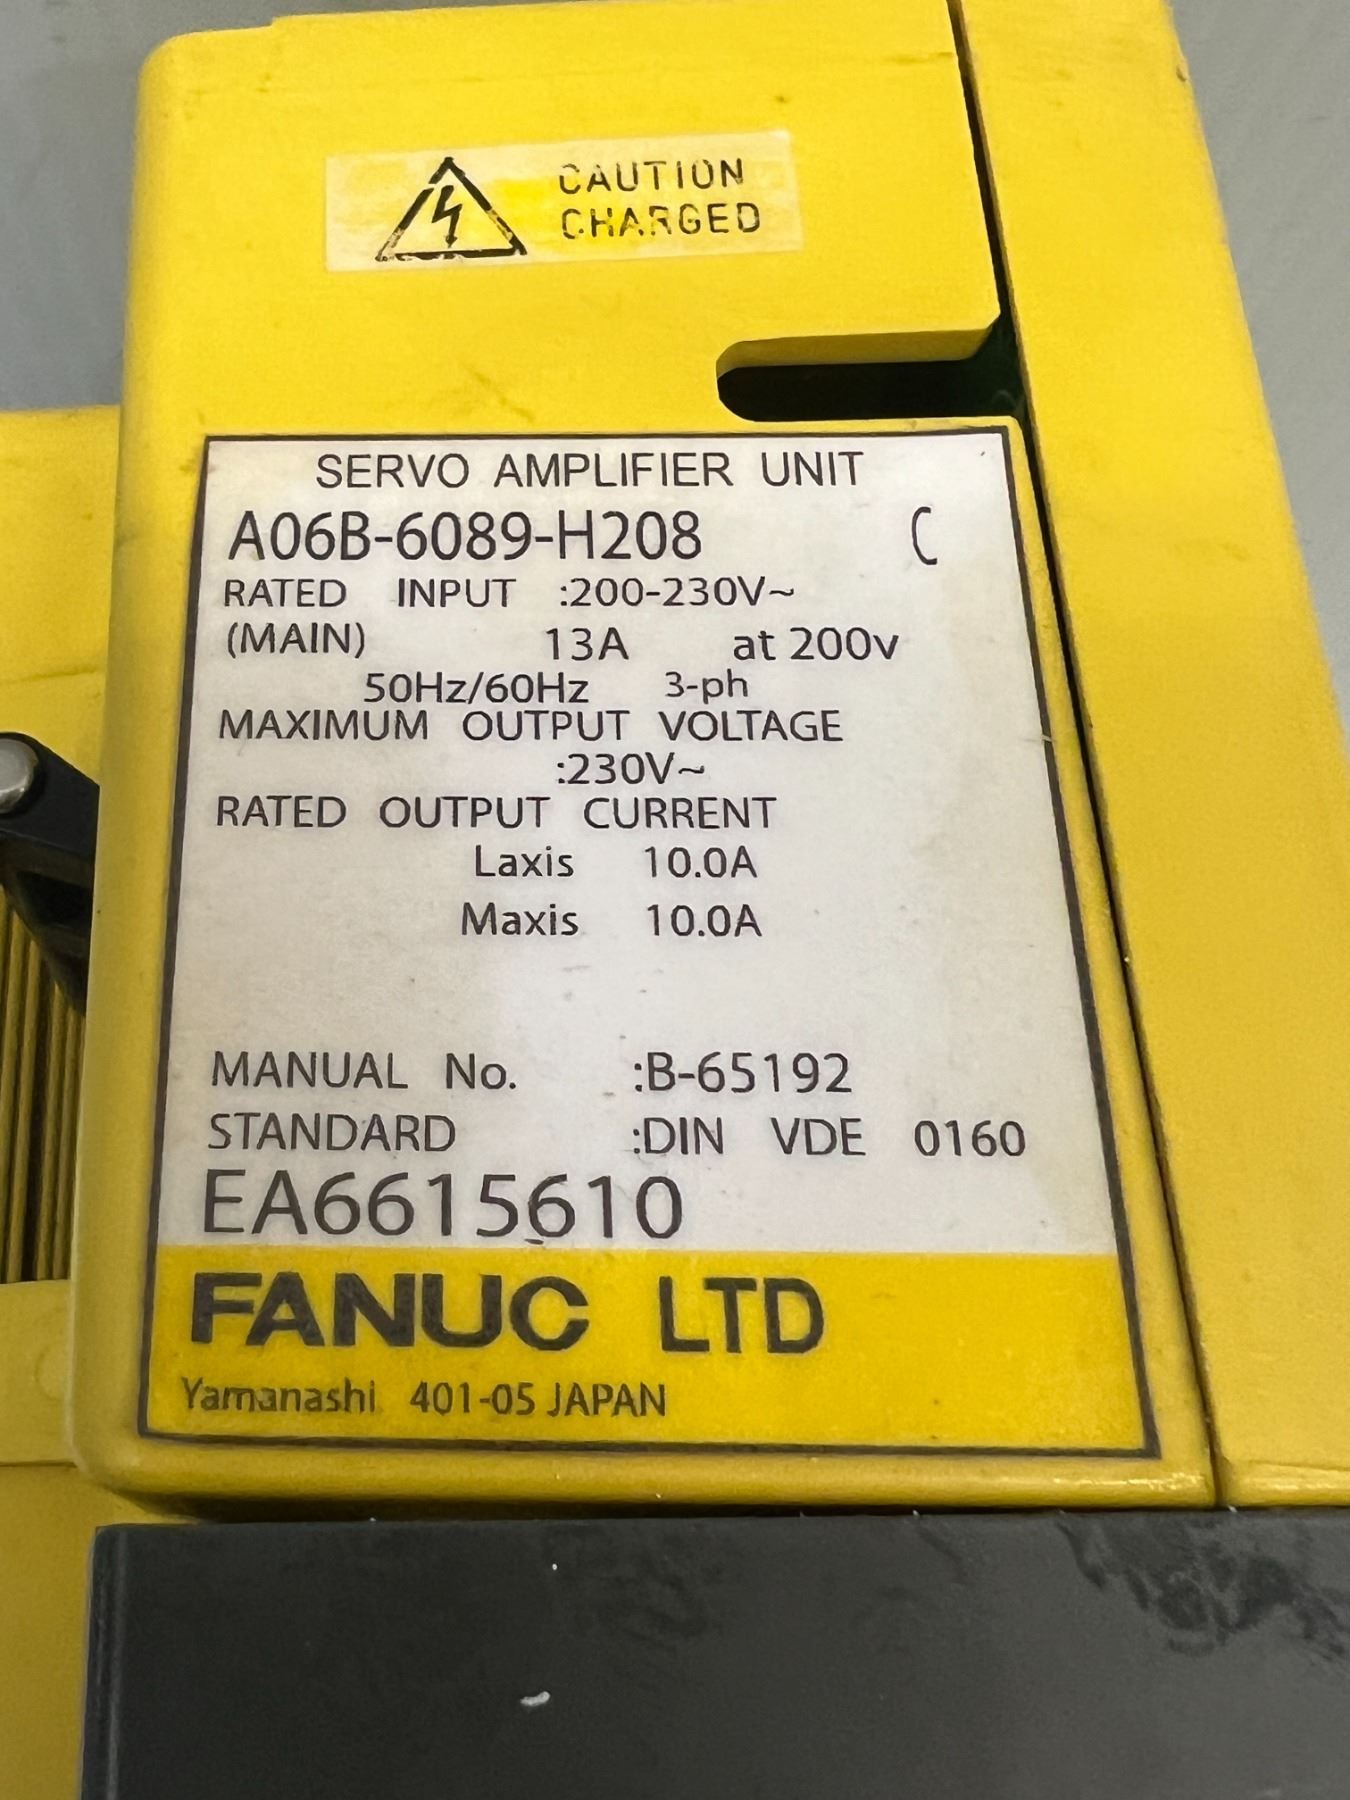 CAUTION
CHARGED
SERVO AMPLIFIER UNIT
A06B-6089-H208 C
RATED INPUT :200-230V~
(MAIN) 13A at 200v
50Hz/60Hz 3-ph
MAXIMUM OUTPUT VOLTAGE
:230V~
RATED OUTPUT CURRENT
Laxis 10.0A
Maxis 10.0A
MANUAL No. :B-65192
STANDARD :DIN VDE 0160
EA6615610
FANUC LTD
Yamanashi 401-05 JAPAN